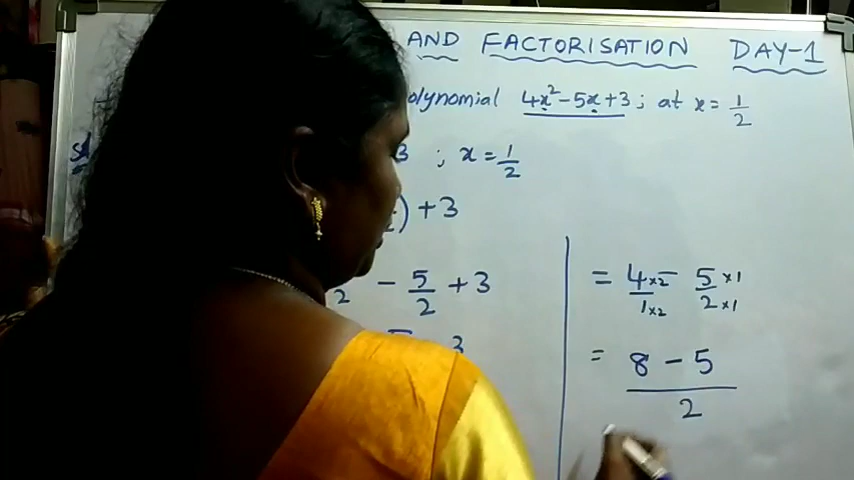 AND FACTORISATION DAY-1
olynomial 4x² - 5x + 3 ; at x = 1/2
3 ; x = 1/2
) + 3
2 - 5/2 + 3
3
= 4×2/1×2 - 5×1/2×1
= 8 - 5/2